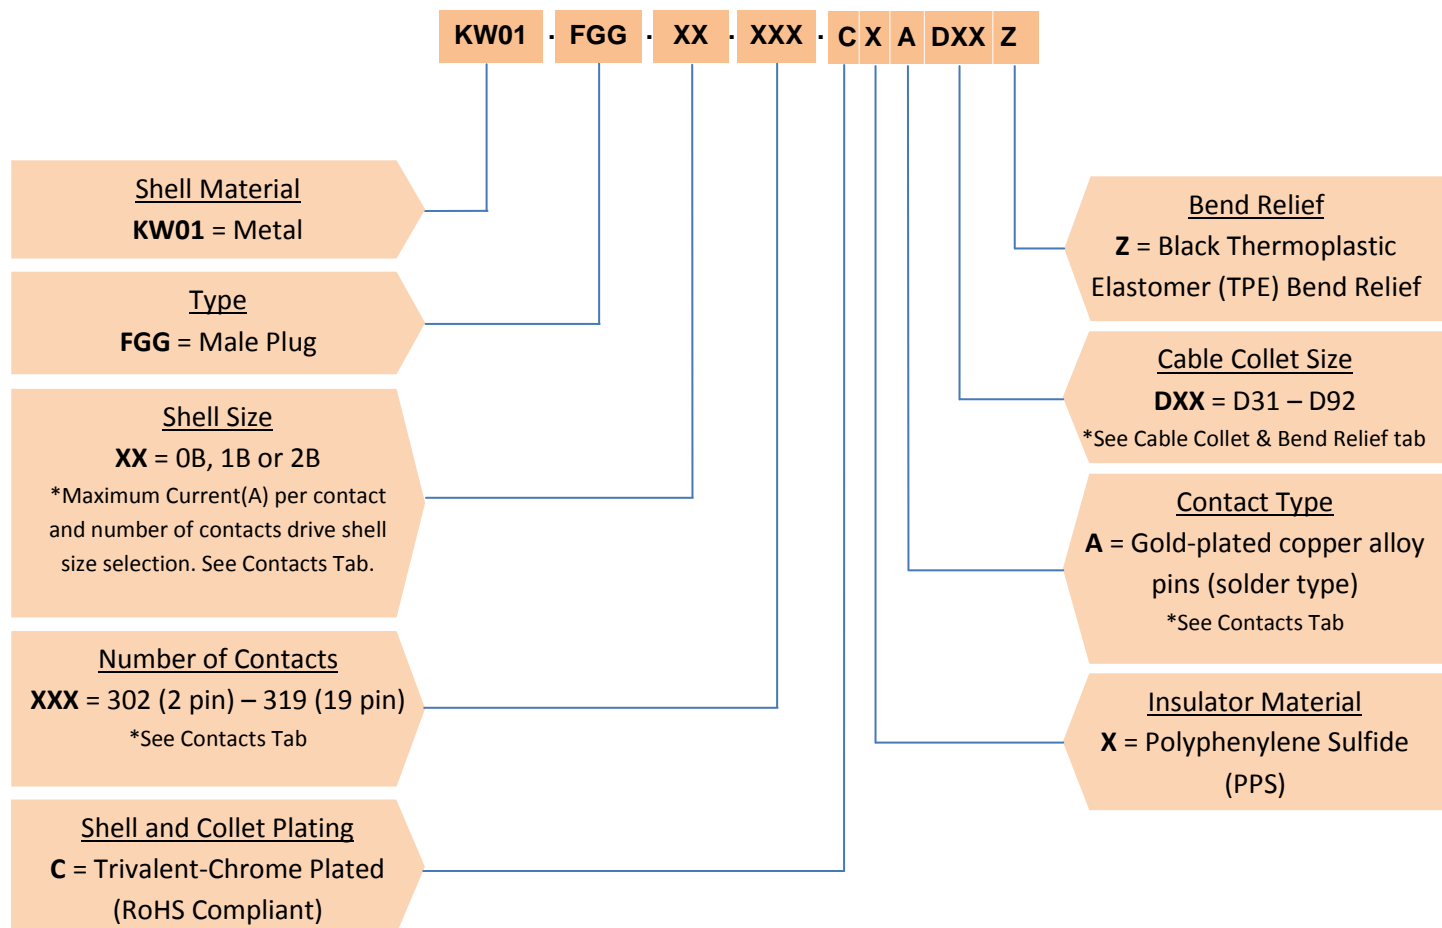 KW01 . FGG . XX . XXX . C X A DXX Z
Shell Material
KW01 = Metal
Type
FGG = Male Plug
Shell Size
XX = 0B, 1B or 2B
*Maximum Current(A) per contact
and number of contacts drive shell
size selection. See Contacts Tab.
Number of Contacts
XXX = 302 (2 pin) – 319 (19 pin)
*See Contacts Tab
Shell and Collet Plating
C = Trivalent-Chrome Plated
(RoHS Compliant)
Bend Relief
Z = Black Thermoplastic
Elastomer (TPE) Bend Relief
Cable Collet Size
DXX = D31 – D92
*See Cable Collet & Bend Relief tab
Contact Type
A = Gold-plated copper alloy
pins (solder type)
*See Contacts Tab
Insulator Material
X = Polyphenylene Sulfide
(PPS)